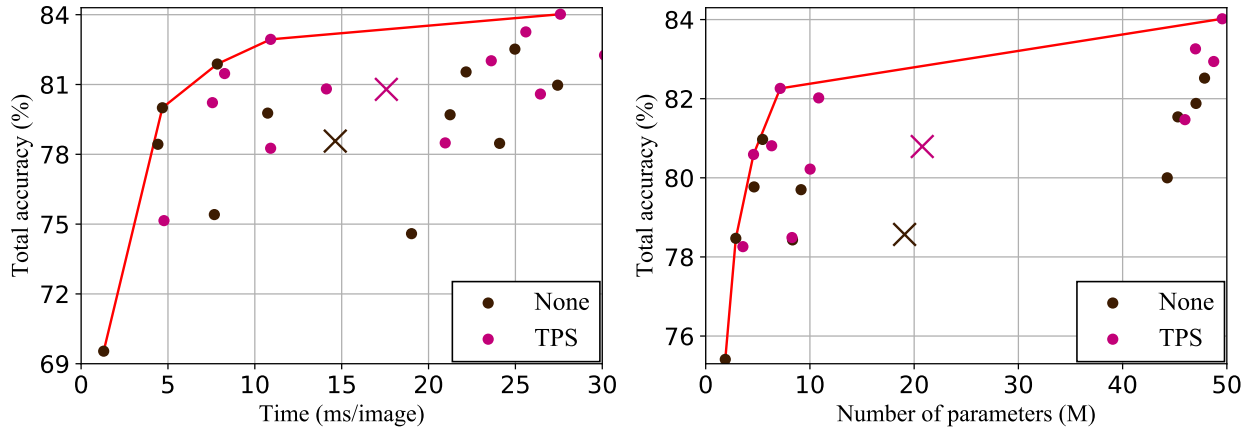 Total accuracy (%)
84
81
78
75
72
69
0 5 10 15 20 25 30
Time (ms/image)
None
TPS
Total accuracy (%)
84
82
80
78
76
0 10 20 30 40 50
Number of parameters (M)
None
TPS